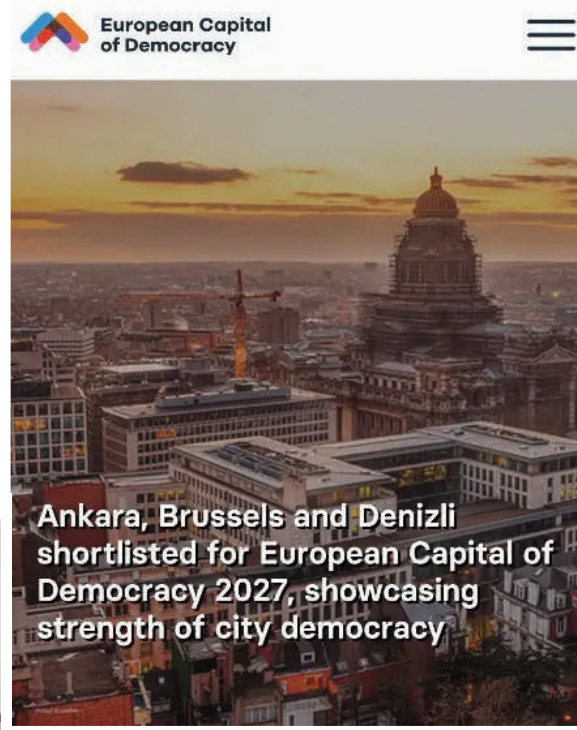 European Capital
of Democracy
Ankara, Brussels and Denizli
shortlisted for European Capital of
Democracy 2027, showcasing
strength of city democracy